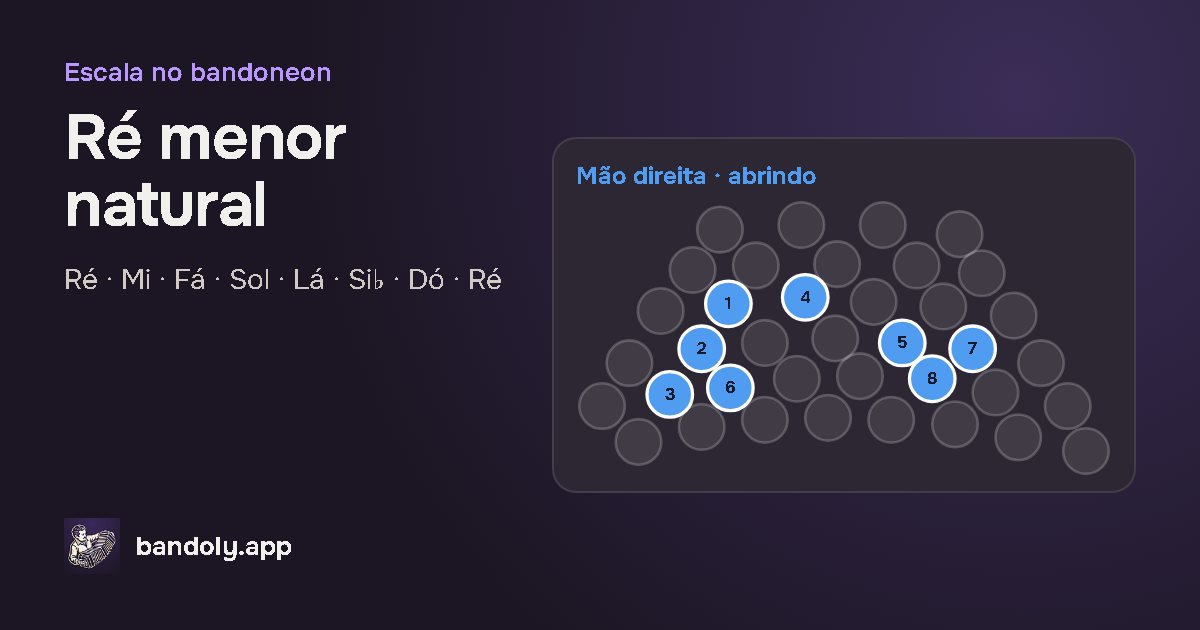 Escala no bandoneon
Ré menor
natural
Ré · Mi · Fá · Sol · Lá · Si♭ · Dó · Ré
Mão direita · abrindo
1
4
2
5
7
3
6
8
bandoly.app